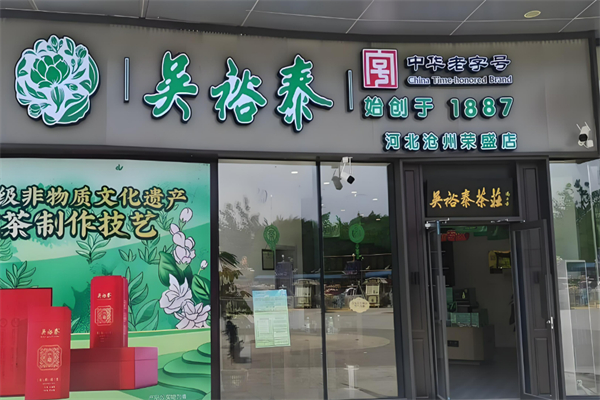 吴裕泰
中华老字号
China Time-honored Brand
始创于 1887
河北沧州荣盛店
级非物质文化遗产
茶制作技艺
吴裕泰茶莊
吴裕泰
吴裕泰